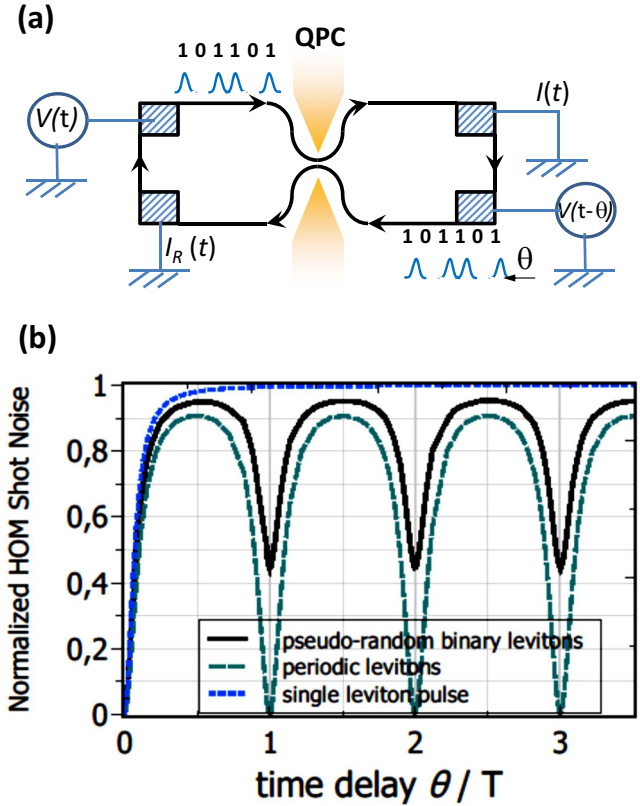 (a)
1 0 1 1 0 1
QPC
V(t)
I(t)
V(t-θ)
1 0 1 1 0 1
I_R (t)
θ
(b)
Normalized HOM Shot Noise
1
0,8
0,6
0,4
0,2
0
pseudo-random binary levitons
periodic levitons
single leviton pulse
0
1
2
3
time delay θ / T